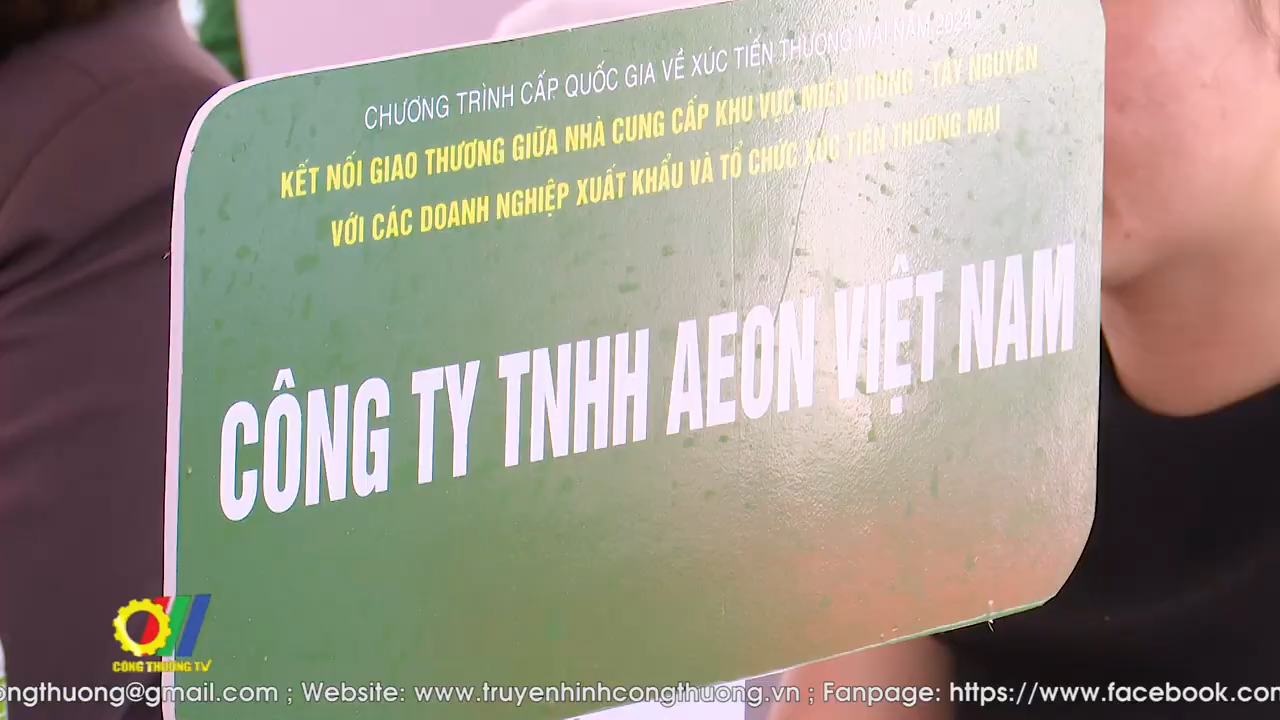 CHƯƠNG TRÌNH CẤP QUỐC GIA VỀ XÚC TIẾN THƯƠNG MẠI NĂM 2024
KẾT NỐI GIAO THƯƠNG GIỮA NHÀ CUNG CẤP KHU VỰC MIỀN TRUNG - TÂY NGUYÊN
VỚI CÁC DOANH NGHIỆP XUẤT KHẨU VÀ TỔ CHỨC XÚC TIẾN THƯƠNG MẠI
CÔNG TY TNHH AEON VIỆT NAM
CÔNG THƯƠNG TV
ongthuong@gmail.com ; Website: www.truyenhinhcongthuong.vn ; Fanpage: https://www.facebook.com